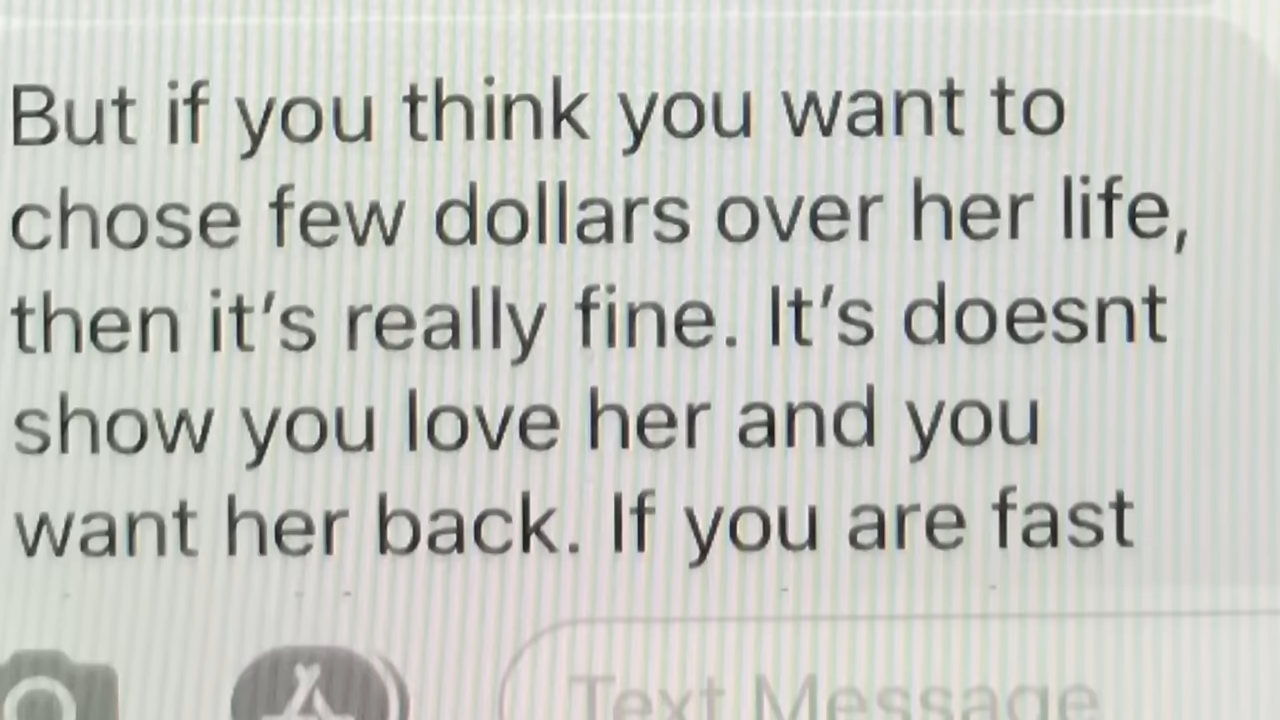 But if you think you want to
chose few dollars over her life,
then it's really fine. It's doesnt
show you love her and you
want her back. If you are fast
Text Message